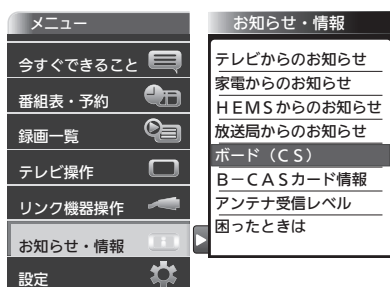 メニュー
今すぐできること
番組表・予約
録画一覧
テレビ操作
リンク機器操作
お知らせ・情報
設定
お知らせ・情報
テレビからのお知らせ
家電からのお知らせ
ＨＥＭＳからのお知らせ
放送局からのお知らせ
ボード（ＣＳ）
Ｂ－ＣＡＳカード情報
アンテナ受信レベル
困ったときは